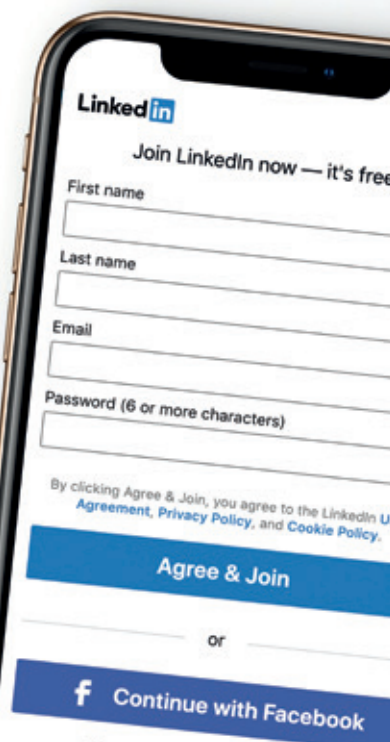 Linked in
Join LinkedIn now — it's free
First name
Last name
Email
Password (6 or more characters)
By clicking Agree & Join, you agree to the LinkedIn U
Agreement, Privacy Policy, and Cookie Policy.
Agree & Join
or
f Continue with Facebook